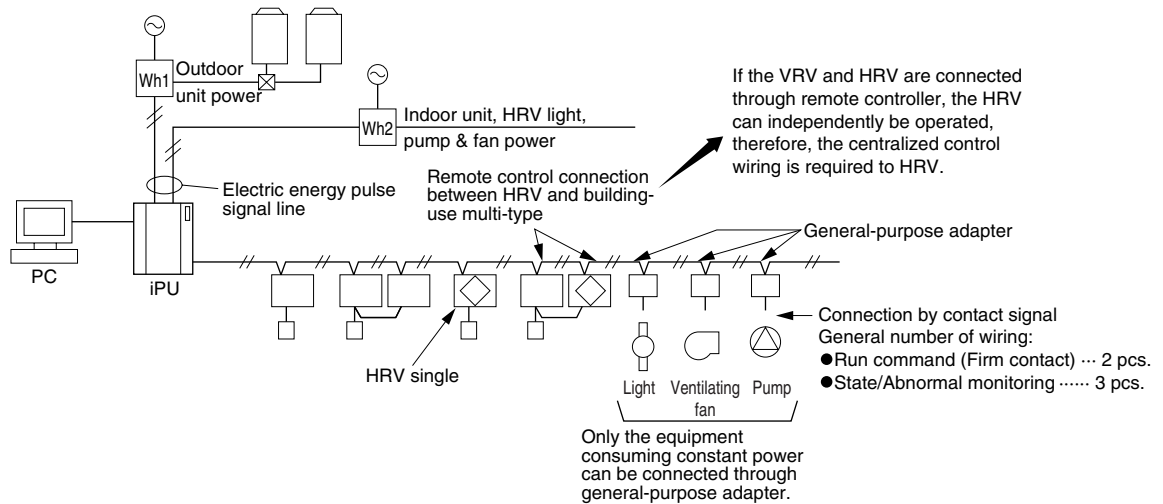 Wh1
Outdoor
unit power
Wh2
Indoor unit, HRV light,
pump & fan power
If the VRV and HRV are connected
through remote controller, the HRV
can independently be operated,
therefore, the centralized control
wiring is required to HRV.
Electric energy pulse
signal line
Remote control connection
between HRV and building-
use multi-type
General-purpose adapter
PC
iPU
HRV single
Connection by contact signal
General number of wiring:
●Run command (Firm contact) ··· 2 pcs.
●State/Abnormal monitoring ······ 3 pcs.
Light
Ventilating
fan
Pump
Only the equipment
consuming constant power
can be connected through
general-purpose adapter.